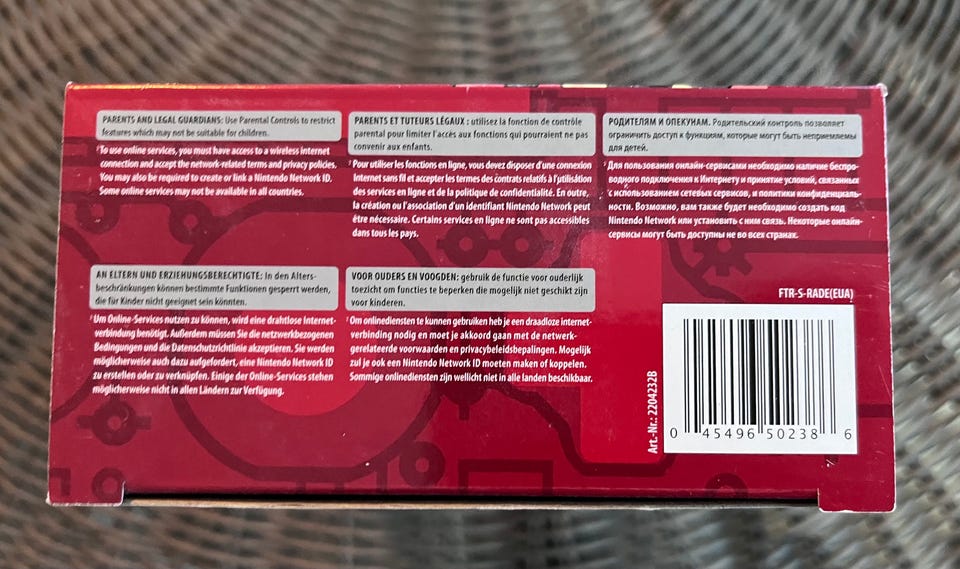 PARENTS AND LEGAL GUARDIANS: Use Parental Controls to restrict
features which may not be suitable for children.
¹To use online services, you must have access to a wireless internet
connection and accept the network-related terms and privacy policies.
You may also be required to create or link a Nintendo Network ID.
Some online services may not be available in all countries.
PARENTS ET TUTEURS LÉGAUX : utilisez la fonction de contrôle
parental pour limiter l'accès aux fonctions qui pourraient ne pas
convenir aux enfants.
¹Pour utiliser les fonctions en ligne, vous devez disposer d'une connexion
Internet sans fil et accepter les termes des contrats relatifs à l'utilisation
des services en ligne et de la politique de confidentialité. En outre,
la création ou l'association d'un identifiant Nintendo Network peut
être nécessaire. Certains services en ligne ne sont pas accessibles
dans tous les pays.
РОДИТЕЛЯМ И ОПЕКУНАМ. Родительский контроль позволяет
ограничить доступ к функциям, которые могут быть неприемлемы
для детей.
¹Для пользования онлайн-сервисами необходимо наличие беспро-
водного подключения к Интернету и принятие условий, связанных
с использованием сетевых сервисов, и политики конфиденциаль-
ности. Возможно, вам также будет необходимо создать код
Nintendo Network или установить с ним связь. Некоторые онлайн-
сервисы могут быть доступны не во всех странах.
AN ELTERN UND ERZIEHUNGSBERECHTIGTE: In den Alters-
beschränkungen können bestimmte Funktionen gesperrt werden,
die für Kinder nicht geeignet sein könnten.
¹Um Online-Services nutzen zu können, wird eine drahtlose Internet-
verbindung benötigt. Außerdem müssen Sie die netzwerkbezogenen
Bedingungen und die Datenschutzrichtlinie akzeptieren. Sie werden
möglicherweise auch dazu aufgefordert, eine Nintendo Network ID
zu erstellen oder zu verknüpfen. Einige der Online-Services stehen
möglicherweise nicht in allen Ländern zur Verfügung.
VOOR OUDERS EN VOOGDEN: gebruik de functie voor ouderlijk
toezicht om functies te beperken die mogelijk niet geschikt zijn
voor kinderen.
¹Om onlinediensten te kunnen gebruiken heb je een draadloze internet-
verbinding nodig en moet je akkoord gaan met de netwerk-
gerelateerde voorwaarden en privacybeleidsbepalingen. Mogelijk
zul je ook een Nintendo Network ID moeten maken of koppelen.
Sommige onlinediensten zijn wellicht niet in alle landen beschikbaar.
FTR-S-RADE(EUA)
Art.-Nr.: 2204232B
0 45496 50238 6